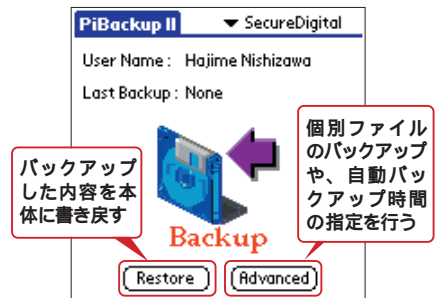 PiBackup II
▼ SecureDigital
User Name : Hajime Nishizawa
Last Backup : None
バックアップ
した内容を本
体に書き戻す
個別ファイル
のバックアップ
や、自動バッ
クアップ時間
の指定を行う
Backup
Restore
Advanced